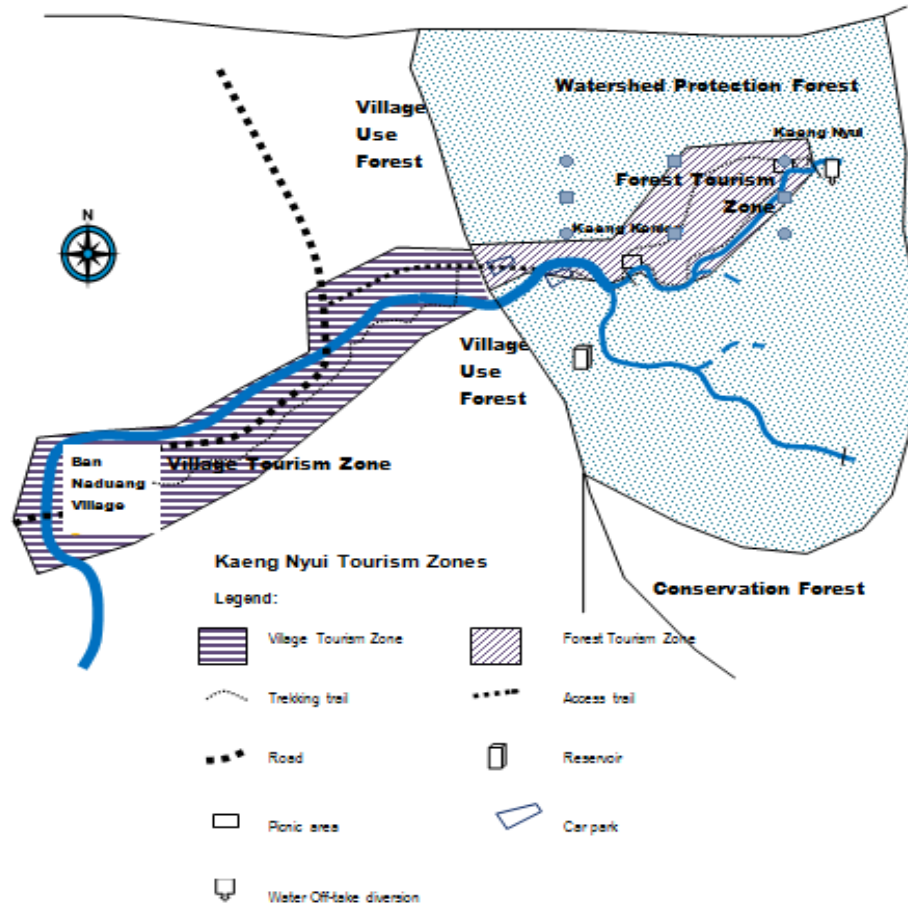 Watershed Protection Forest
Village
Use
Forest
Kaeng Nyui
Forest Tourism
Zone
N
Village
Use
Forest
Ban
Naduang
Village
Village Tourism Zone
Kaeng Nyui Tourism Zones
Conservation Forest
Legend:
Village Tourism Zone
Forest Tourism Zone
Trekking trail
Access trail
Road
Reservoir
Picnic area
Car park
Water Off-take diversion